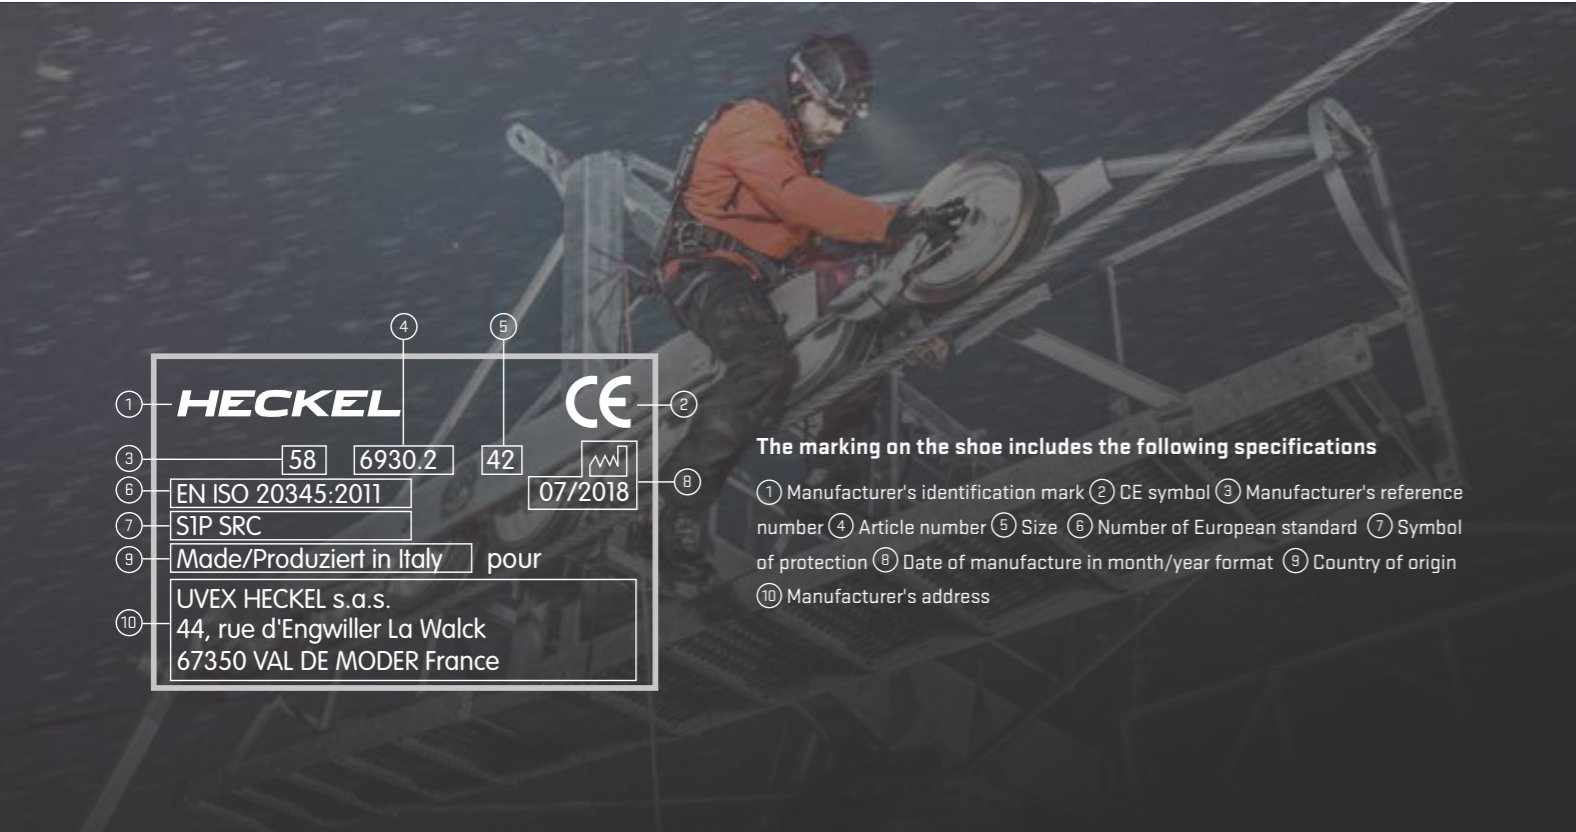 ④ ⑤
① HECKEL CE ②
③ 58 6930.2 42
⑥ EN ISO 20345:2011 07/2018 ⑧
⑦ S1P SRC
⑨ Made/Produziert in Italy pour
UVEX HECKEL s.a.s.
⑩ 44, rue d'Engwiller La Walck
67350 VAL DE MODER France
The marking on the shoe includes the following specifications
① Manufacturer's identification mark ② CE symbol ③ Manufacturer's reference
number ④ Article number ⑤ Size ⑥ Number of European standard ⑦ Symbol
of protection ⑧ Date of manufacture in month/year format ⑨ Country of origin
⑩ Manufacturer's address